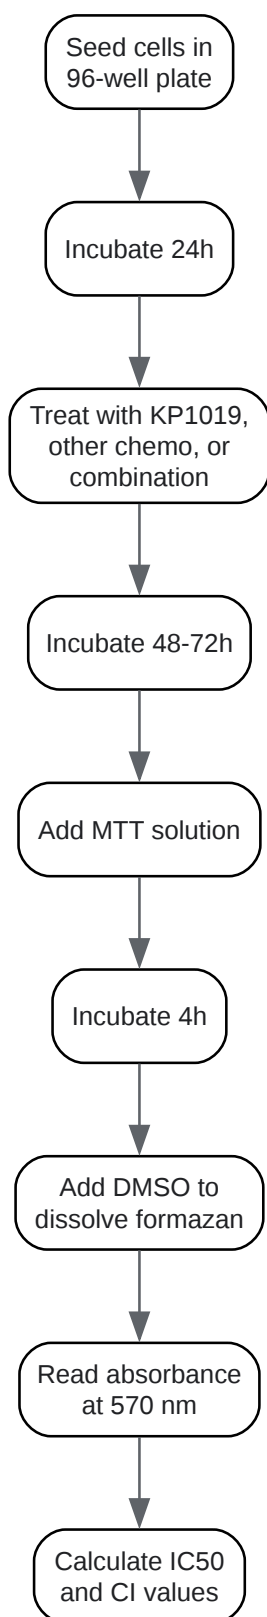 Seed cells in
96-well plate
Incubate 24h
Treat with KP1019,
other chemo, or
combination
Incubate 48-72h
Add MTT solution
Incubate 4h
Add DMSO to
dissolve formazan
Read absorbance
at 570 nm
Calculate IC50
and CI values